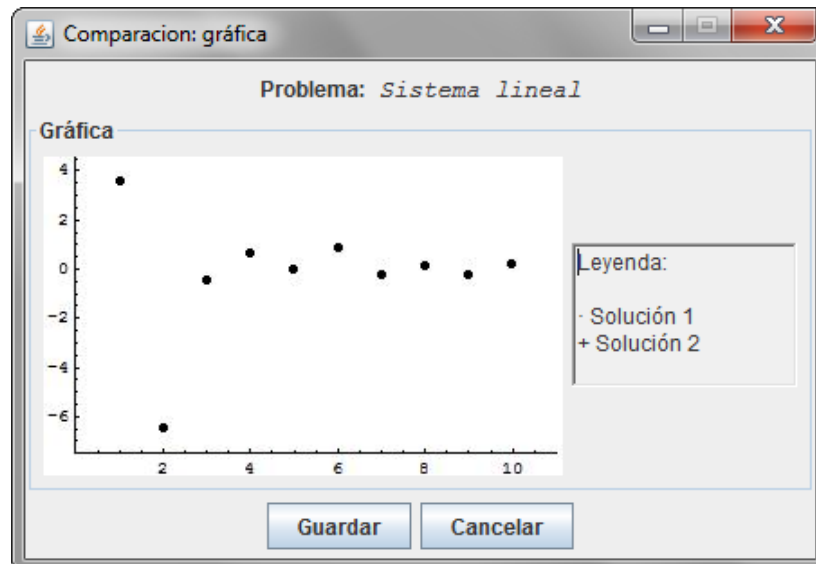 Comparacion: gráfica
Problema: Sistema lineal
Gráfica
4
2
0
-2
-4
-6
2 4 6 8 10
Leyenda:
· Solución 1
+ Solución 2
Guardar Cancelar